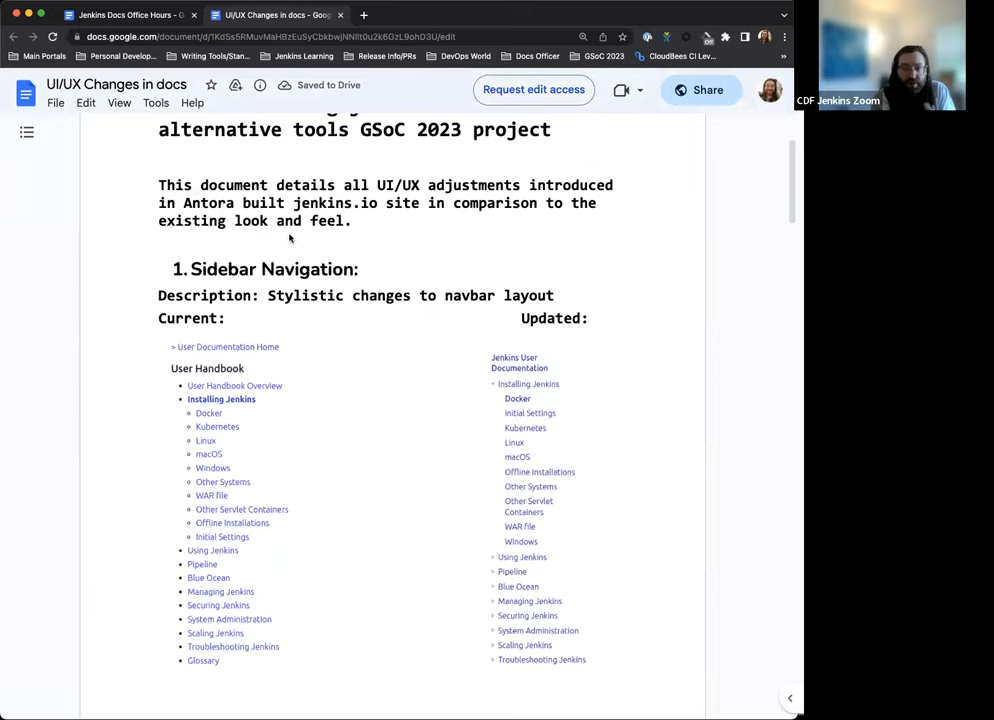 Jenkins Docs Office Hours - G
UI/UX Changes in docs - Goog
docs.google.com/document/d/1KdSs5RMuvMaHBzEuSyCbkbwjNNllt0u2k6GzL9ohD3U/edit
Main Portals
Personal Develop...
Writing Tools/Stan...
Jenkins Learning
Release Info/PRs
DevOps World
Docs Officer
GSoC 2023
CloudBees CI Lev...
»
UI/UX Changes in docs
Saved to Drive
File Edit View Tools Help
Request edit access
Share
CDF Jenkins Zoom
alternative tools GSoC 2023 project
This document details all UI/UX adjustments introduced
in Antora built jenkins.io site in comparison to the
existing look and feel.
1. Sidebar Navigation:
Description: Stylistic changes to navbar layout
Current:
Updated:
> User Documentation Home
User Handbook
User Handbook Overview
Installing Jenkins
Docker
Kubernetes
Linux
macOS
Windows
Other Systems
WAR file
Other Servlet Containers
Offline Installations
Initial Settings
Using Jenkins
Pipeline
Blue Ocean
Managing Jenkins
Securing Jenkins
System Administration
Scaling Jenkins
Troubleshooting Jenkins
Glossary
Jenkins User
Documentation
Installing Jenkins
Docker
Initial Settings
Kubernetes
Linux
macOS
Offline Installations
Other Systems
Other Servlet
Containers
WAR file
Windows
Using Jenkins
Pipeline
Blue Ocean
Managing Jenkins
Securing Jenkins
System Administration
Scaling Jenkins
Troubleshooting Jenkins